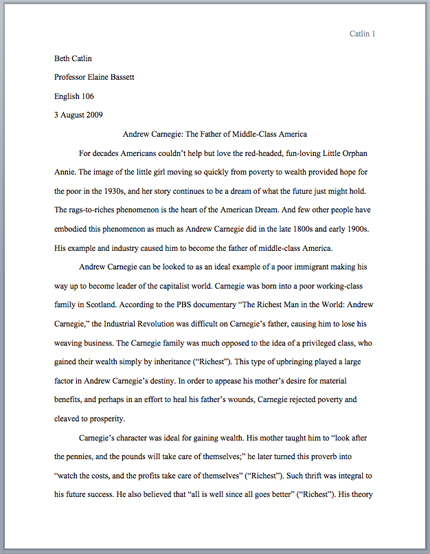 Catlin 1
Beth Catlin
Professor Elaine Bassett
English 106
3 August 2009
Andrew Carnegie: The Father of Middle-Class America
For decades Americans couldn’t help but love the red-headed, fun-loving Little Orphan
Annie. The image of the little girl moving so quickly from poverty to wealth provided hope for
the poor in the 1930s, and her story continues to be a dream of what the future just might hold.
The rags-to-riches phenomenon is the heart of the American Dream. And few other people have
embodied this phenomenon as much as Andrew Carnegie did in the late 1800s and early 1900s.
His example and industry caused him to become the father of middle-class America.
Andrew Carnegie can be looked to as an ideal example of a poor immigrant making his
way up to become leader of the capitalist world. Carnegie was born into a poor working-class
family in Scotland. According to the PBS documentary “The Richest Man in the World: Andrew
Carnegie,” the Industrial Revolution was difficult on Carnegie’s father, causing him to lose his
weaving business. The Carnegie family was much opposed to the idea of a privileged class, who
gained their wealth simply by inheritance (“Richest”). This type of upbringing played a large
factor in Andrew Carnegie’s destiny. In order to appease his mother’s desire for material
benefits, and perhaps in an effort to heal his father’s wounds, Carnegie rejected poverty and
cleaved to prosperity.
Carnegie’s character was ideal for gaining wealth. His mother taught him to “look after
the pennies, and the pounds will take care of themselves;” he later turned this proverb into
“watch the costs, and the profits take care of themselves” (“Richest”). Such thrift was integral to
his future success. He also believed that “all is well since all goes better” (“Richest”). His theory